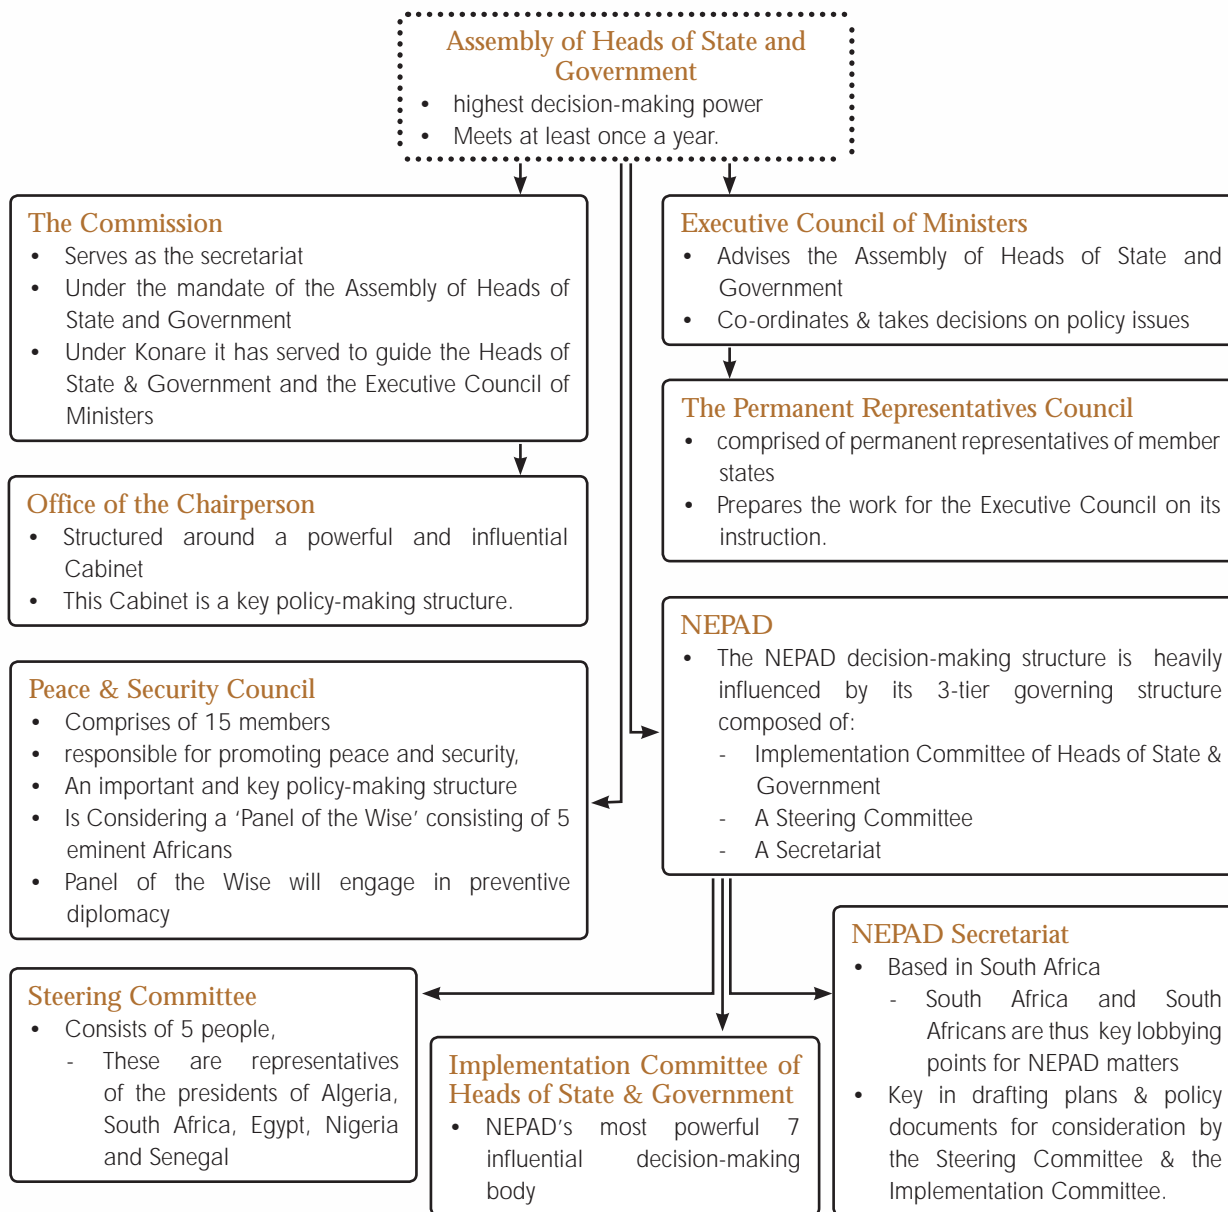 Assembly of Heads of State and
Government
• highest decision-making power
• Meets at least once a year.
The Commission
• Serves as the secretariat
• Under the mandate of the Assembly of Heads of
State and Government
• Under Konare it has served to guide the Heads of
State & Government and the Executive Council of
Ministers
Office of the Chairperson
• Structured around a powerful and influential
Cabinet
• This Cabinet is a key policy-making structure.
Peace & Security Council
• Comprises of 15 members
• responsible for promoting peace and security,
• An important and key policy-making structure
• Is Considering a 'Panel of the Wise' consisting of 5
eminent Africans
• Panel of the Wise will engage in preventive
diplomacy
Executive Council of Ministers
• Advises the Assembly of Heads of State and
Government
• Co-ordinates & takes decisions on policy issues
The Permanent Representatives Council
• comprised of permanent representatives of member
states
• Prepares the work for the Executive Council on its
instruction.
NEPAD
• The NEPAD decision-making structure is heavily
influenced by its 3-tier governing structure
composed of:
- Implementation Committee of Heads of State &
Government
- A Steering Committee
- A Secretariat
Steering Committee
• Consists of 5 people,
- These are representatives
of the presidents of Algeria,
South Africa, Egypt, Nigeria
and Senegal
Implementation Committee of
Heads of State & Government
• NEPAD's most powerful 7
influential decision-making
body
NEPAD Secretariat
• Based in South Africa
- South Africa and South
Africans are thus key lobbying
points for NEPAD matters
• Key in drafting plans & policy
documents for consideration by
the Steering Committee & the
Implementation Committee.